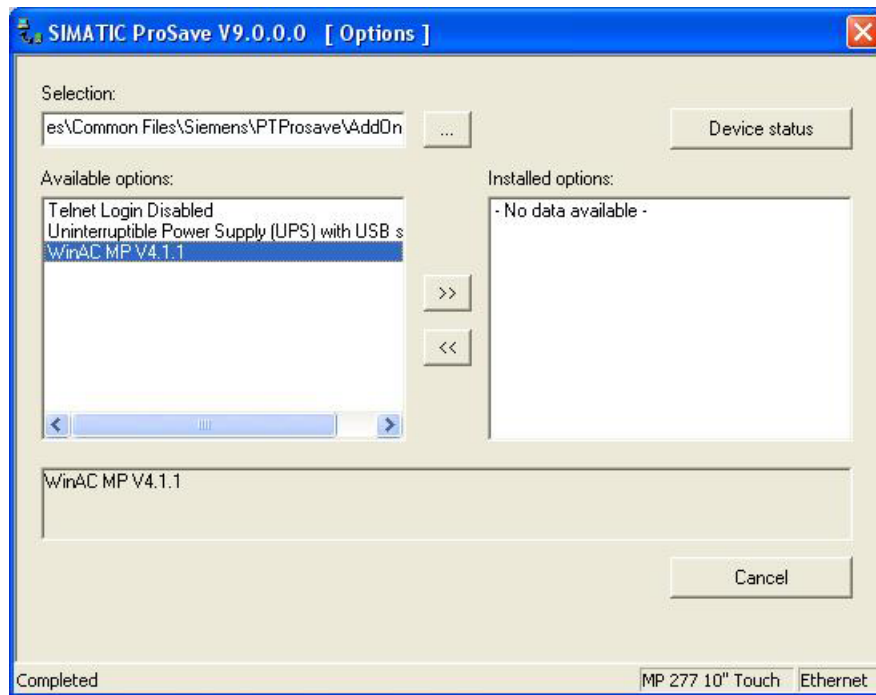 SIMATIC ProSave V9.0.0.0 [ Options ]
Selection:
es\Common Files\Siemens\PTProsave\AddOn
...
Device status
Available options:
Installed options:
Telnet Login Disabled
Uninterruptible Power Supply (UPS) with USB s
WinAC MP V4.1.1
- No data available -
>>
<<
WinAC MP V4.1.1
Cancel
Completed
MP 277 10" Touch
Ethernet